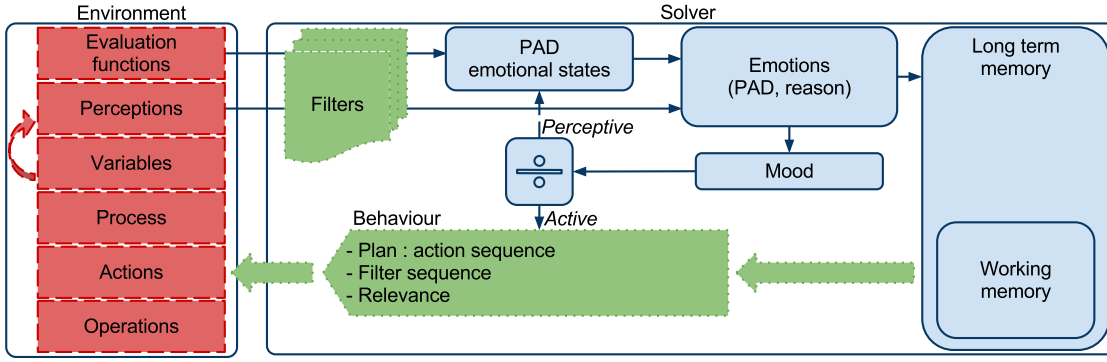 Environment
Solver
Evaluation
functions
Perceptions
Variables
Process
Actions
Operations
Filters
PAD
emotional states
Emotions
(PAD, reason)
Long term
memory
Perceptive
Mood
Active
Behaviour
- Plan : action sequence
- Filter sequence
- Relevance
Working
memory